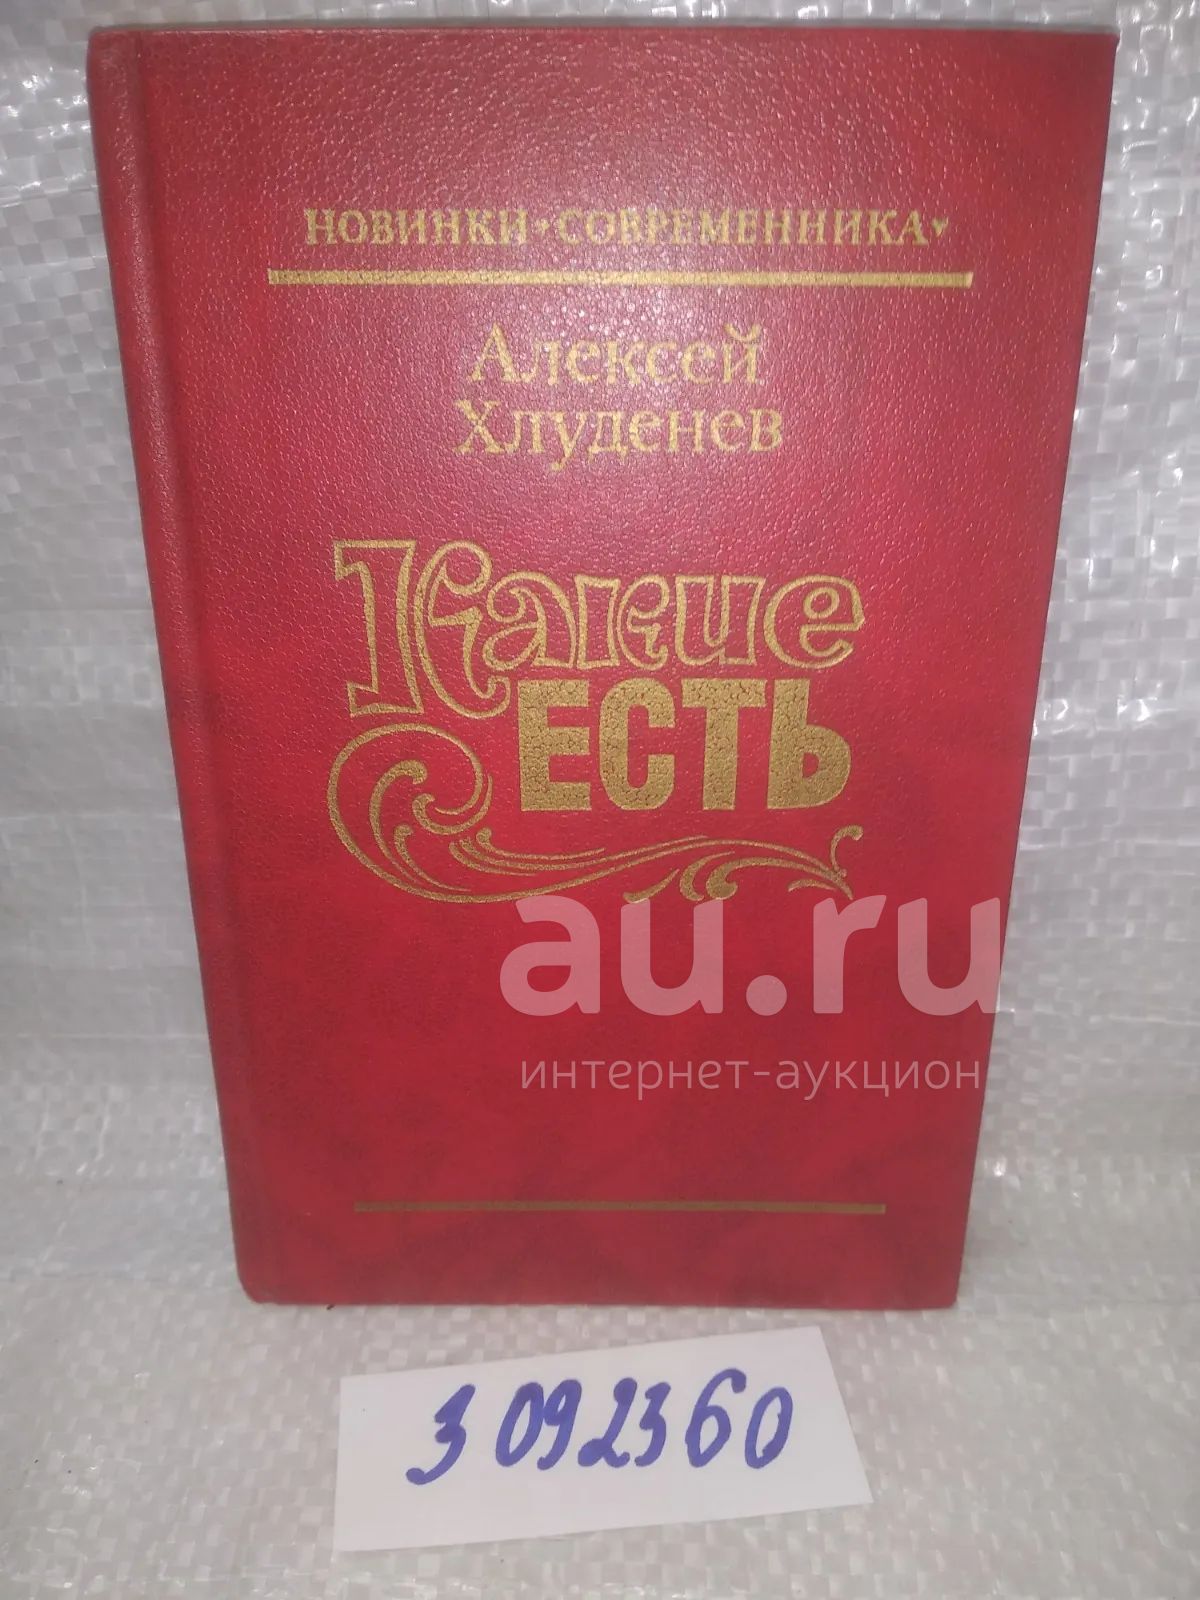 НОВИНКИ·СОВРЕМЕННИКА·
Алексей
Хлуденев
Какие
ЕСТЬ
au.ru
интернет-аукцион
3 092360